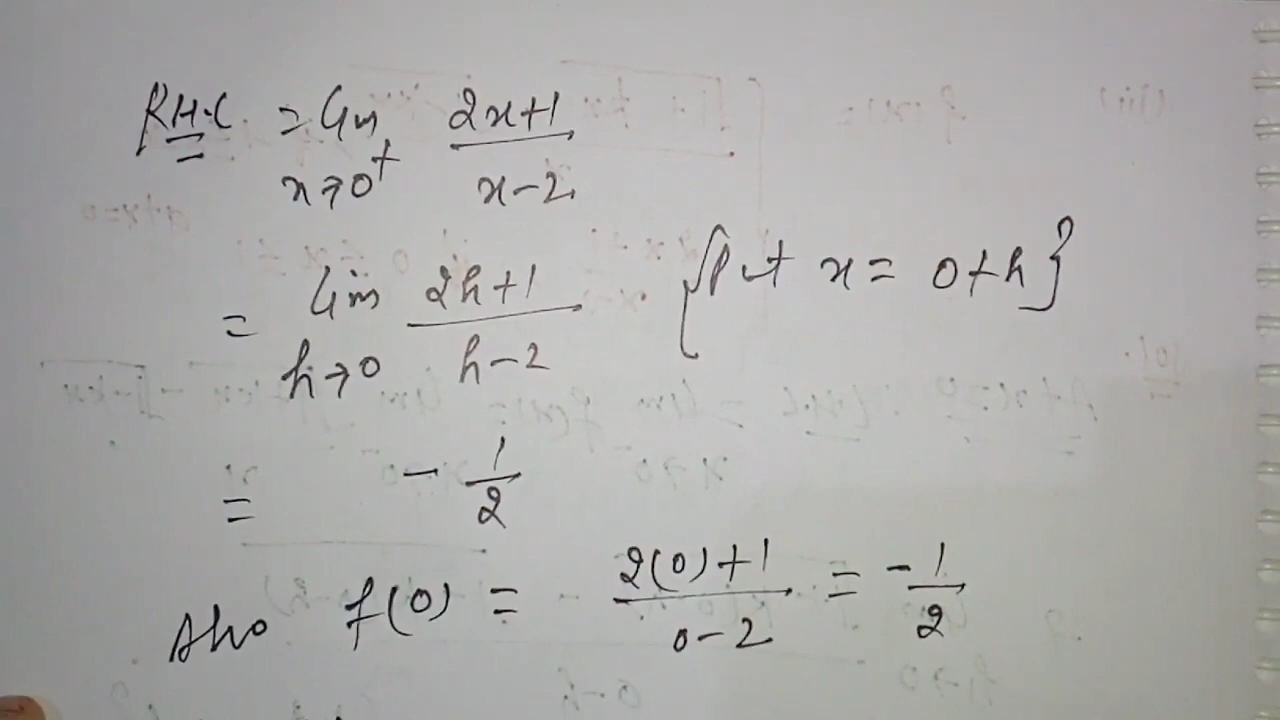 R.H.L = lim 2x+1
x→0⁺ x-2
= lim 2h+1 {Put x = 0+h}
h→0 h-2
= - 1
2
Also f(0) = 2(0)+1 = - 1
0-2 2